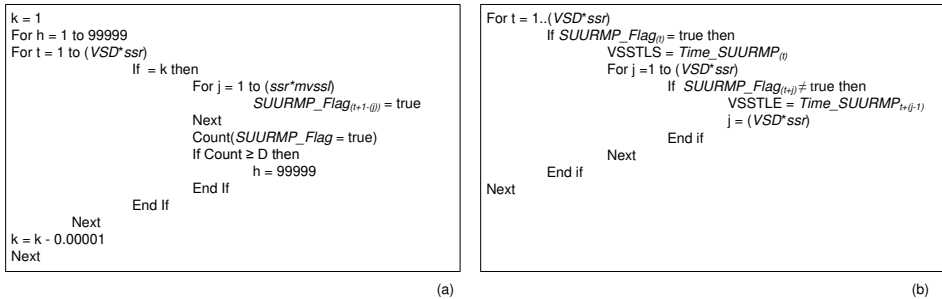 k = 1
For h = 1 to 99999
For t = 1 to (VSD*ssr)
If = k then
For j = 1 to (ssr*mvssl)
SUURMP_Flag(t+1-(j)) = true
Next
Count(SUURMP_Flag = true)
If Count ≥ D then
h = 99999
End If
End If
Next
k = k - 0.00001
Next
(a)
For t = 1..(VSD*ssr)
If SUURMP_Flag(t) = true then
VSSTLS = Time_SUURMP(t)
For j =1 to (VSD*ssr)
If SUURMP_Flag(t+j) ≠ true then
VSSTLE = Time_SUURMPt+(j-1)
j = (VSD*ssr)
End if
Next
End if
Next
(b)